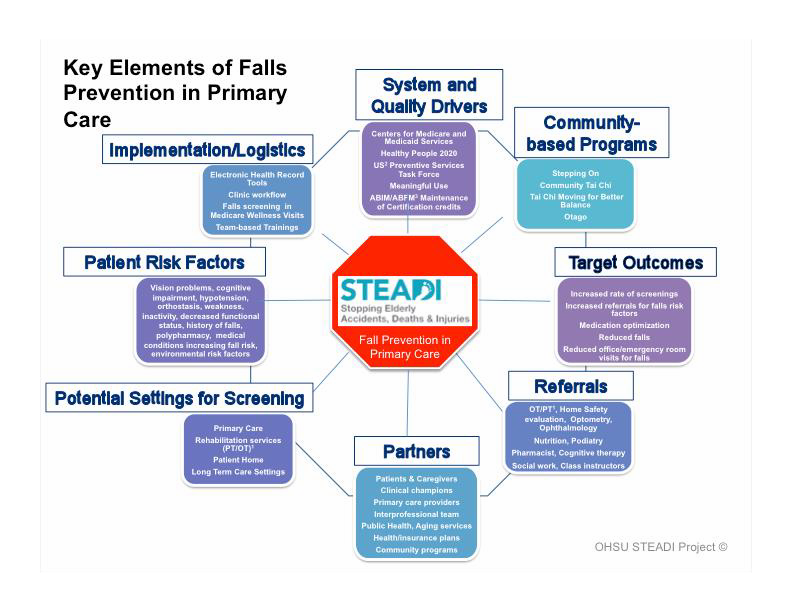 Key Elements of Falls
Prevention in Primary
Care
System and
Quality Drivers
Centers for Medicare and
Medicaid Services
Healthy People 2020
US² Preventive Services
Task Force
Meaningful Use
ABIM/ABFM³ Maintenance
of Certification credits
Community-
based Programs
Stepping On
Community Tai Chi
Tai Chi Moving for Better
Balance
Otago
Implementation/Logistics
Electronic Health Record
Tools
Clinic workflow
Falls screening in
Medicare Wellness Visits
Team-based Trainings
Patient Risk Factors
Vision problems, cognitive
impairment, hypotension,
orthostasis, weakness,
inactivity, decreased functional
status, history of falls,
polypharmacy, medical
conditions increasing fall risk,
environmental risk factors
STEADI
Stopping Elderly
Accidents, Deaths & Injuries
Fall Prevention in
Primary Care
Target Outcomes
Increased rate of screenings
Increased referrals for falls risk
factors
Medication optimization
Reduced falls
Reduced office/emergency room
visits for falls
Potential Settings for Screening
Primary Care
Rehabilitation services
(PT/OT)¹
Patient Home
Long Term Care Settings
Partners
Patients & Caregivers
Clinical champions
Primary care providers
Interprofessional team
Public Health, Aging services
Health/insurance plans
Community programs
Referrals
OT/PT¹, Home Safety
evaluation, Optometry,
Ophthalmology
Nutrition, Podiatry
Pharmacist, Cognitive therapy
Social work, Class instructors
OHSU STEADI Project ©